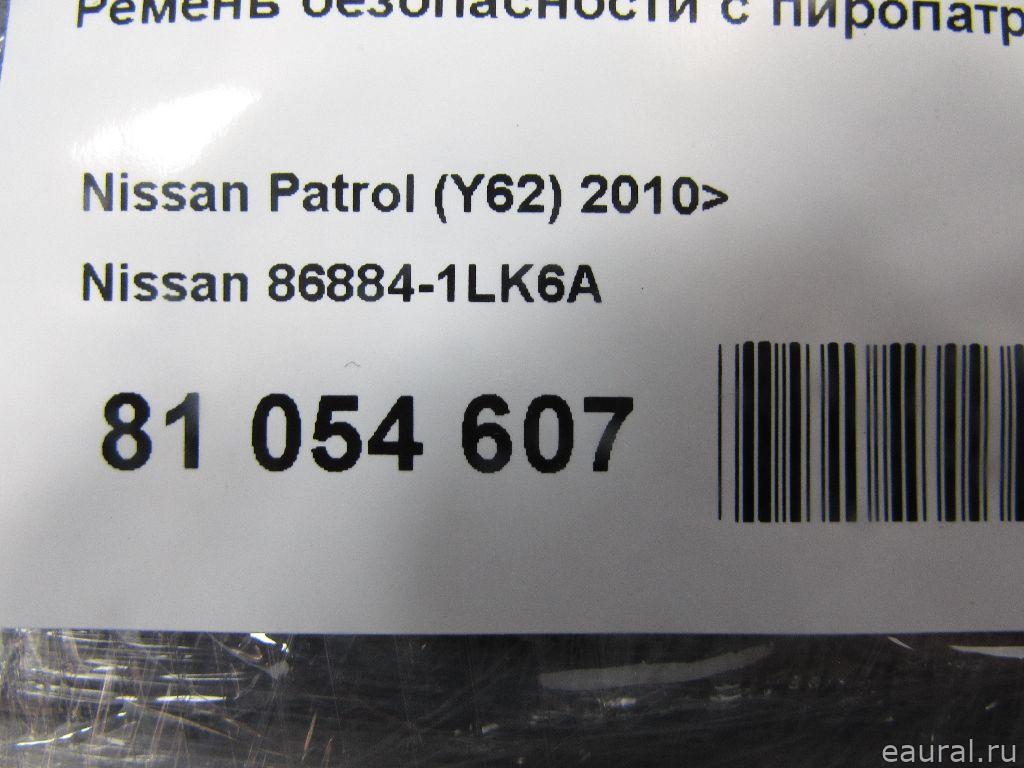 Ремень безопасности с пиропатр
Nissan Patrol (Y62) 2010>
Nissan 86884-1LK6A
81 054 607
eaural.ru